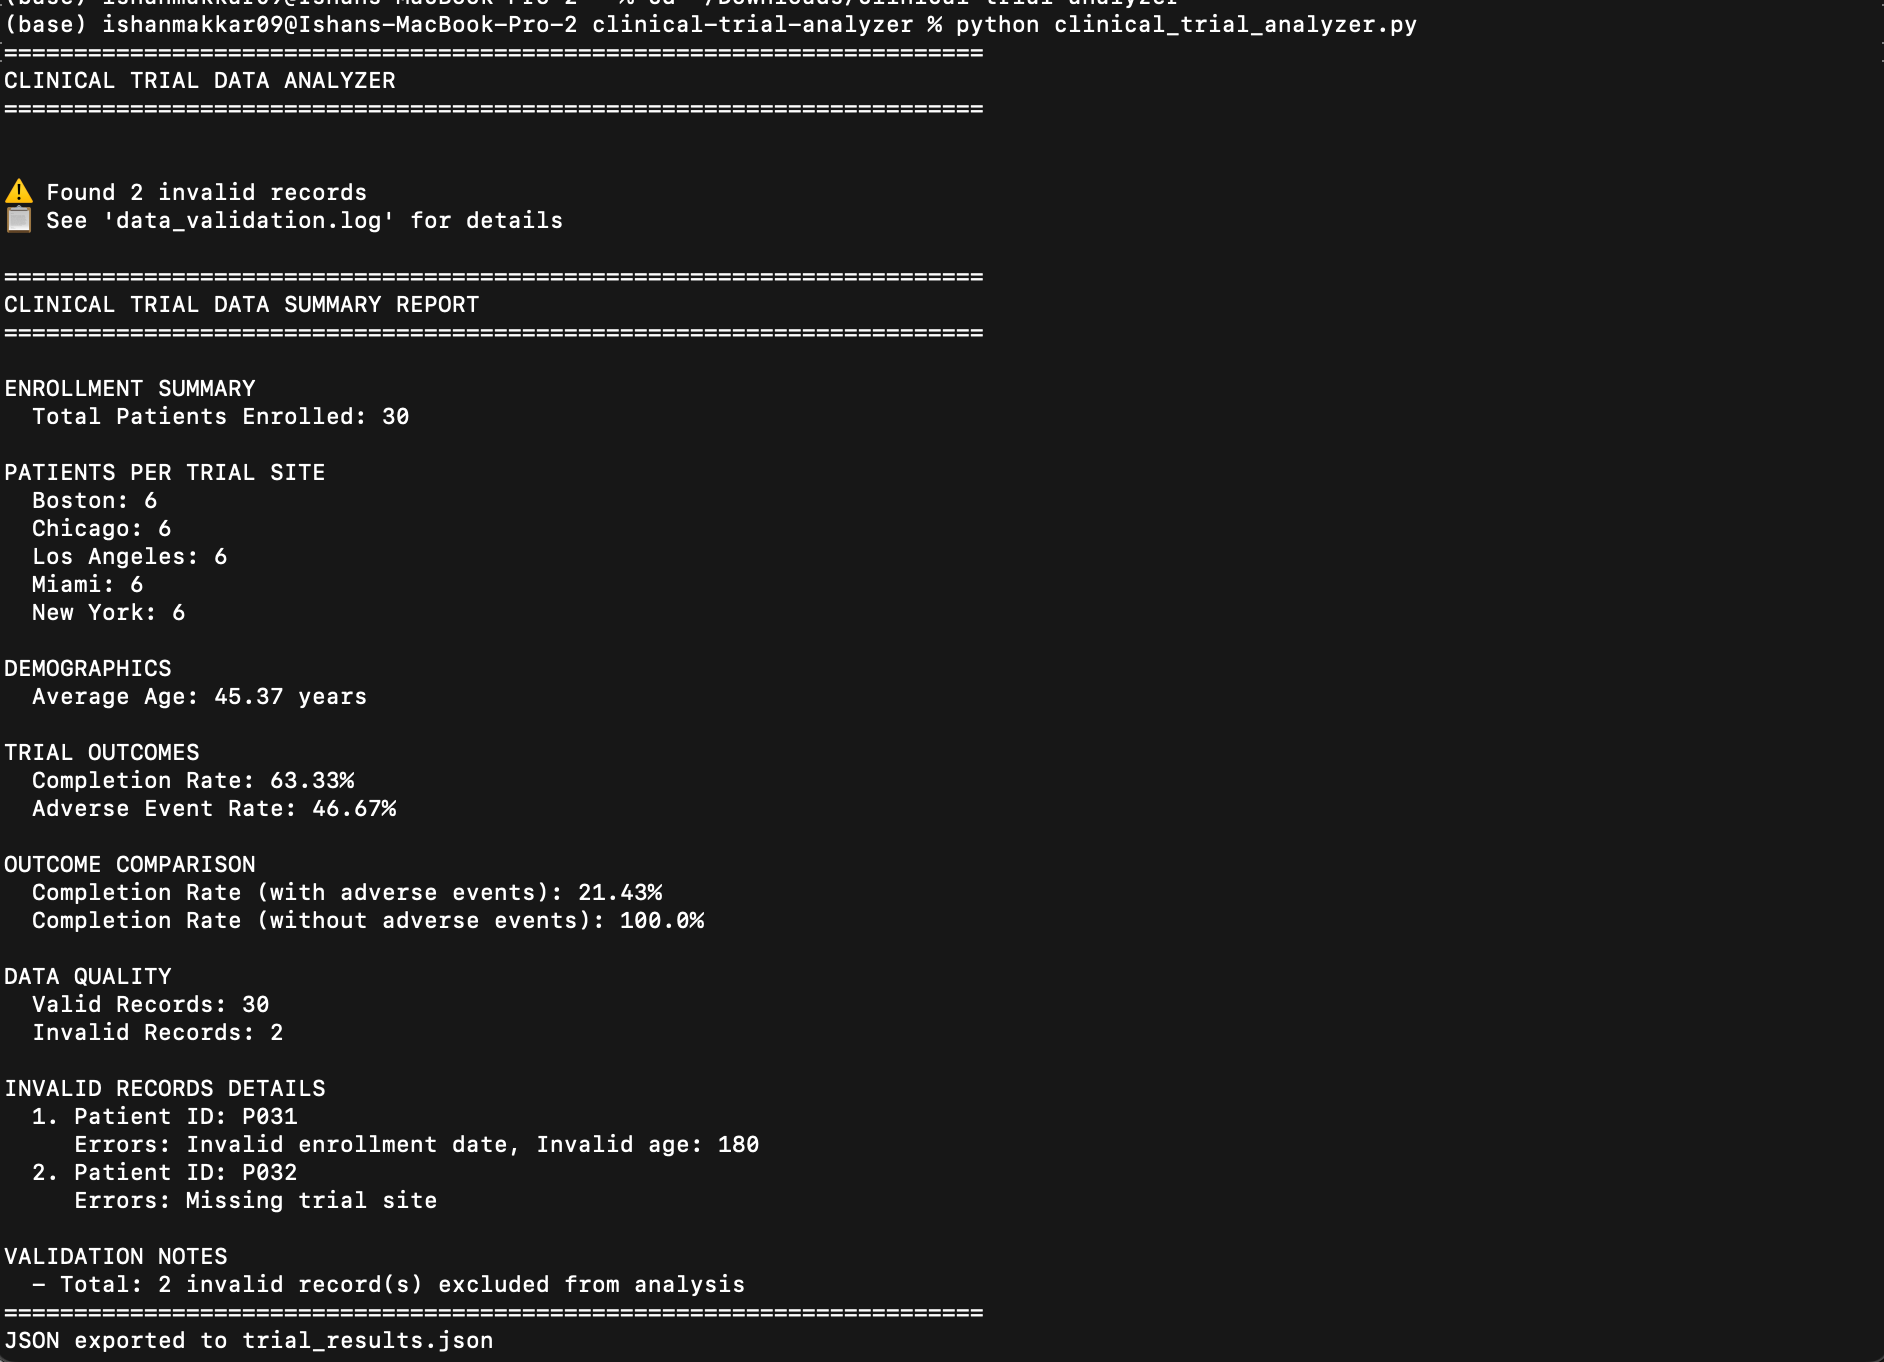 (base) ishanmakkar09@Ishans-MacBook-Pro-2 ~ % cd ~/Downloads/clinical-trial-analyzer
(base) ishanmakkar09@Ishans-MacBook-Pro-2 clinical-trial-analyzer % python clinical_trial_analyzer.py
======================================================================
CLINICAL TRIAL DATA ANALYZER
======================================================================
⚠️ Found 2 invalid records
📋 See 'data_validation.log' for details
======================================================================
CLINICAL TRIAL DATA SUMMARY REPORT
======================================================================
ENROLLMENT SUMMARY
  Total Patients Enrolled: 30
PATIENTS PER TRIAL SITE
  Boston: 6
  Chicago: 6
  Los Angeles: 6
  Miami: 6
  New York: 6
DEMOGRAPHICS
  Average Age: 45.37 years
TRIAL OUTCOMES
  Completion Rate: 63.33%
  Adverse Event Rate: 46.67%
OUTCOME COMPARISON
  Completion Rate (with adverse events): 21.43%
  Completion Rate (without adverse events): 100.0%
DATA QUALITY
  Valid Records: 30
  Invalid Records: 2
INVALID RECORDS DETAILS
  1. Patient ID: P031
     Errors: Invalid enrollment date, Invalid age: 180
  2. Patient ID: P032
     Errors: Missing trial site
VALIDATION NOTES
  – Total: 2 invalid record(s) excluded from analysis
======================================================================
JSON exported to trial_results.json